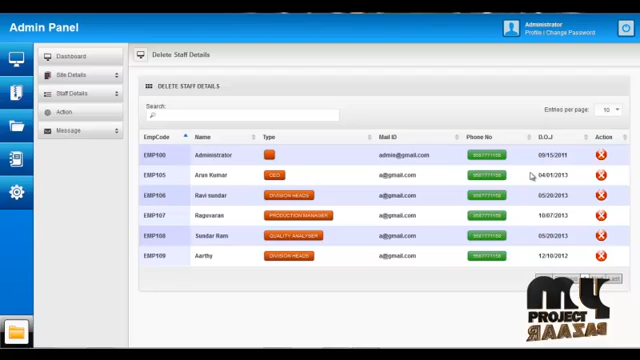 Admin Panel
Administrator
Profile | Change Password
Dashboard
Site Details
Staff Details
Action
Message
Delete Staff Details
DELETE STAFF DETAILS
Search:
Entries per page:
10
EmpCode Name Type Mail ID Phone No D.O.J Action
EMP100 Administrator admin@gmail.com 09/15/2011
EMP105 Arun Kumar CEO a@gmail.com 04/01/2013
EMP106 Ravi sundar DIVISION HEADS a@gmail.com 05/20/2013
EMP107 Raguvaran PRODUCTION MANAGER a@gmail.com 10/07/2013
EMP108 Sundar Ram QUALITY ANALYSER a@gmail.com 05/20/2013
EMP109 Aarthy DIVISION HEADS a@gmail.com 12/10/2012
MY
PROJECT
BAZAAR